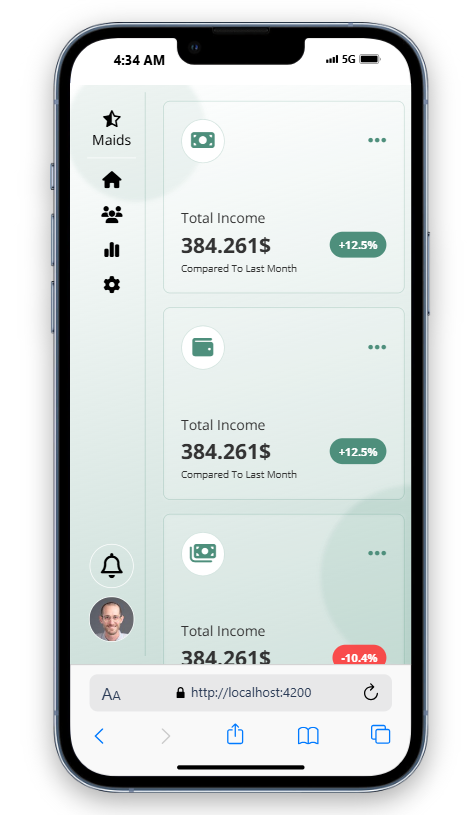 4:34 AM
5G
Maids
Total Income
384.261$
+12.5%
Compared To Last Month
Total Income
384.261$
+12.5%
Compared To Last Month
Total Income
384.261$
-10.4%
AA
http://localhost:4200